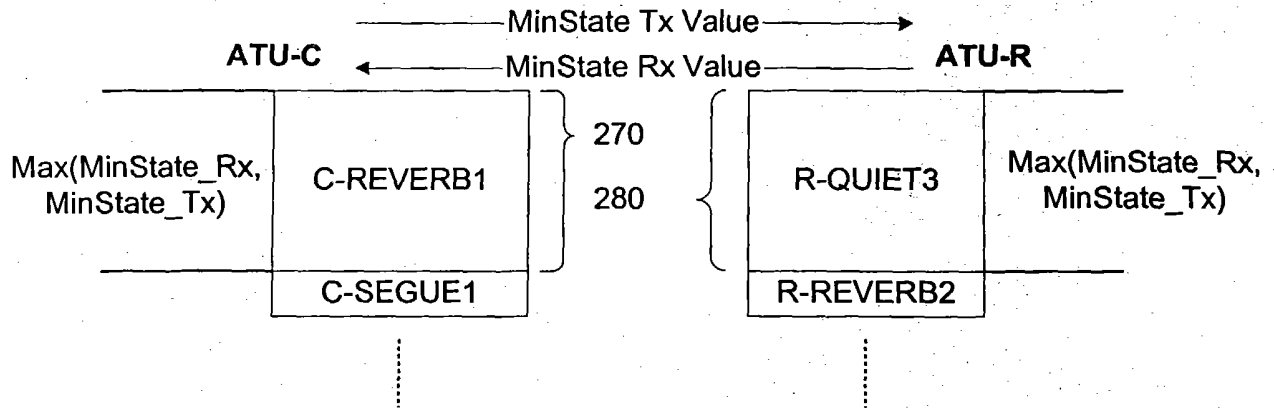 MinState Tx Value
ATU-C
MinState Rx Value
ATU-R
Max(MinState_Rx,
MinState_Tx)
C-REVERB1
270
280
R-QUIET3
Max(MinState_Rx,
MinState_Tx)
C-SEGUE1
R-REVERB2